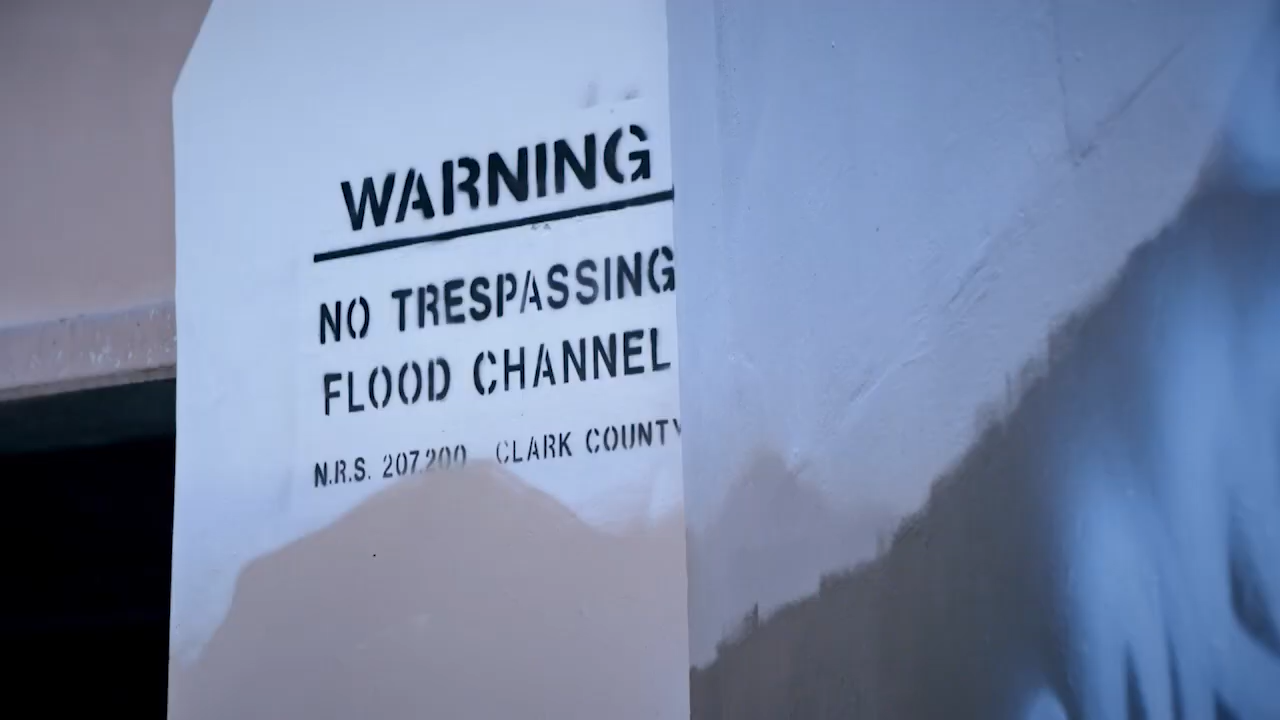 WARNING
NO TRESPASSING
FLOOD CHANNEL
N.R.S. 207.200 CLARK COUNTY